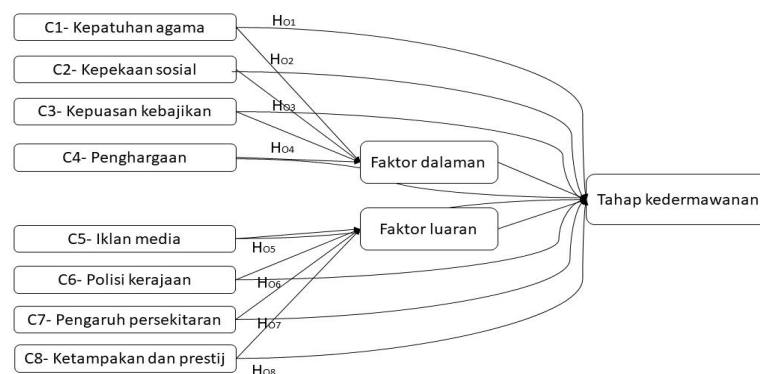 C1- Kepatuhan agama
HO1
C2- Kepekaan sosial
HO2
C3- Kepuasan kebajikan
HO3
C4- Penghargaan
HO4
Faktor dalaman
Tahap kedermawanan
Faktor luaran
C5- Iklan media
HO5
C6- Polisi kerajaan
HO6
C7- Pengaruh persekitaran
HO7
C8- Ketampakan dan prestij
HO8